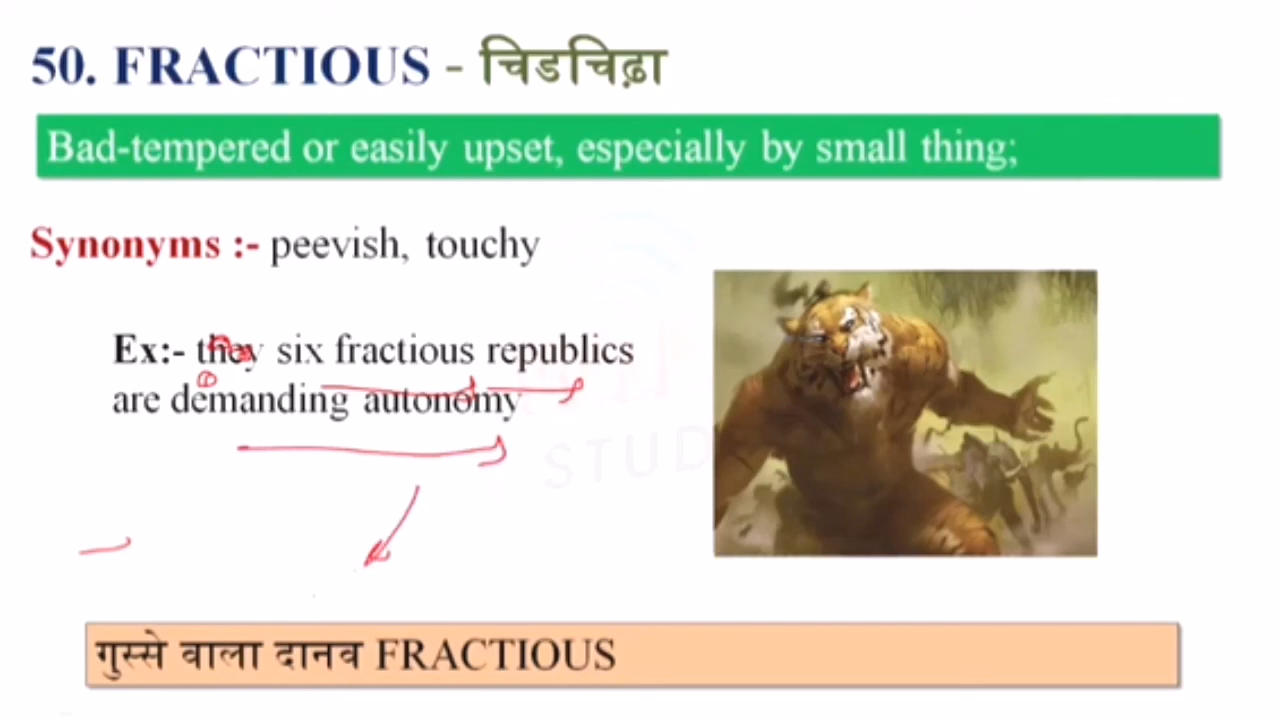 50. FRACTIOUS - चिडचिढ़ा
Bad-tempered or easily upset, especially by small thing;
Synonyms :- peevish, touchy
Ex:- they six fractious republics
are demanding autonomy
STUD
गुस्से वाला दानव FRACTIOUS